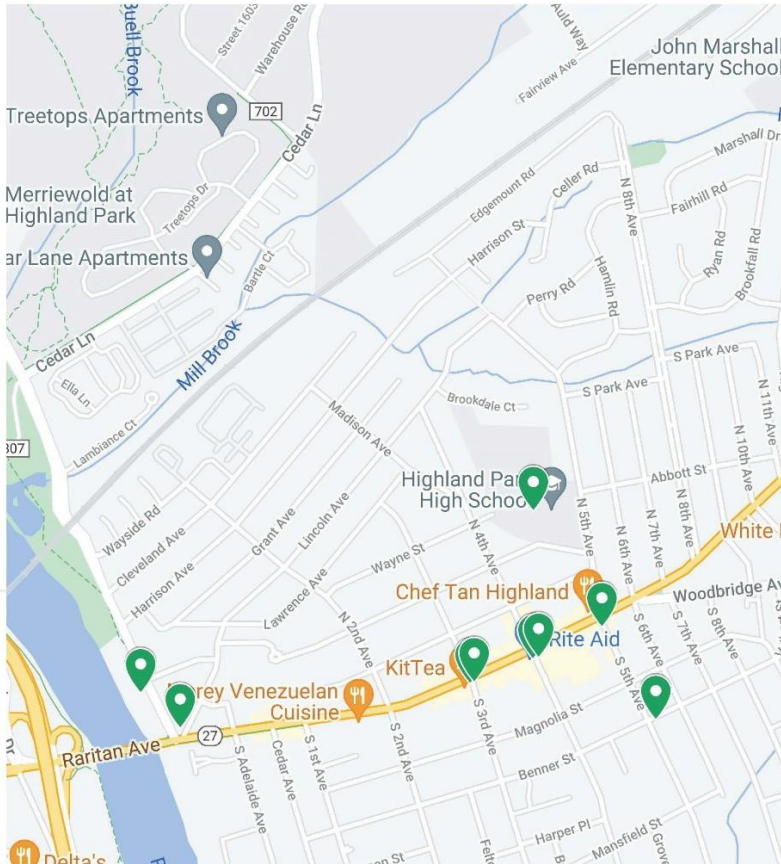 Buell Brook
Street 1603
Warehouse Rd
Auld Way
Fairview Ave
John Marshall
Elementary School
Treetops Apartments
702
Cedar Ln
Treetops Dr
Merriewold at
Highland Park
ar Lane Apartments
Bartle Ct
Edgemount Rd
Celler Rd
Harrison St
N 8th Ave
Marshall Dr
Fairhill Rd
Ryan Rd
Brookfall Rd
Perry Rd
Hamlin Rd
Cedar Ln
Mill Brook
Ella Ln
Lambiance Ct
S Park Ave
S Park Ave
Brookdale Ct
Madison Ave
N 11th Ave
N 10th Ave
Abbott St
Highland Par
High School
Wayside Rd
Cleveland Ave
Harrison Ave
Grant Ave
Lincoln Ave
Lawrence Ave
Wayne St
N 4th Ave
N 5th Ave
N 6th Ave
N 7th Ave
N 8th Ave
White
Chef Tan Highland
Woodbridge Av
N 2nd Ave
Rite Aid
KitTea
rey Venezuelan
Cuisine
S 3rd Ave
S 5th Ave
S 6th Ave
S 7th Ave
S 8th Ave
Magnolia St
Benner St
27
Raritan Ave
S Adelaide Ave
Cedar Ave
S 1st Ave
S 2nd Ave
Harper Pl
Mansfield St
Felt
Grov
on St
Delta's